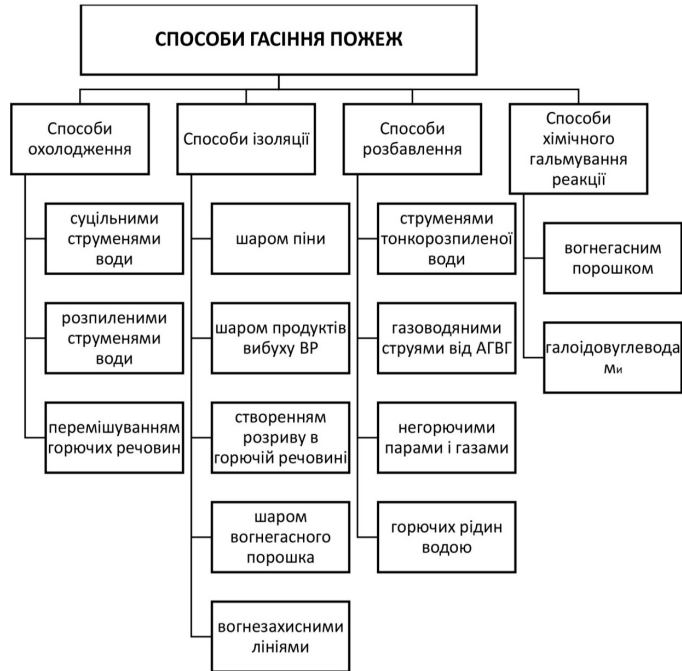 СПОСОБИ ГАСІННЯ ПОЖЕЖ
Способи
охолодження
суцільними
струменями
води
розпиленими
струменями
води
перемішуванням
горючих речовин
Способи ізоляції
шаром піни
шаром продуктів
вибуху ВР
створенням
розриву в
горючій речовині
шаром
вогнегасного
порошка
вогнезахисними
лініями
Способи
розбавлення
струменями
тонкорозпиленої
води
газоводяними
струями від АГВГ
негорючими
парами і газами
горючих рідин
водою
Способи
хімічного
гальмування
реакції
вогнегасним
порошком
галоідовуглевода
ми